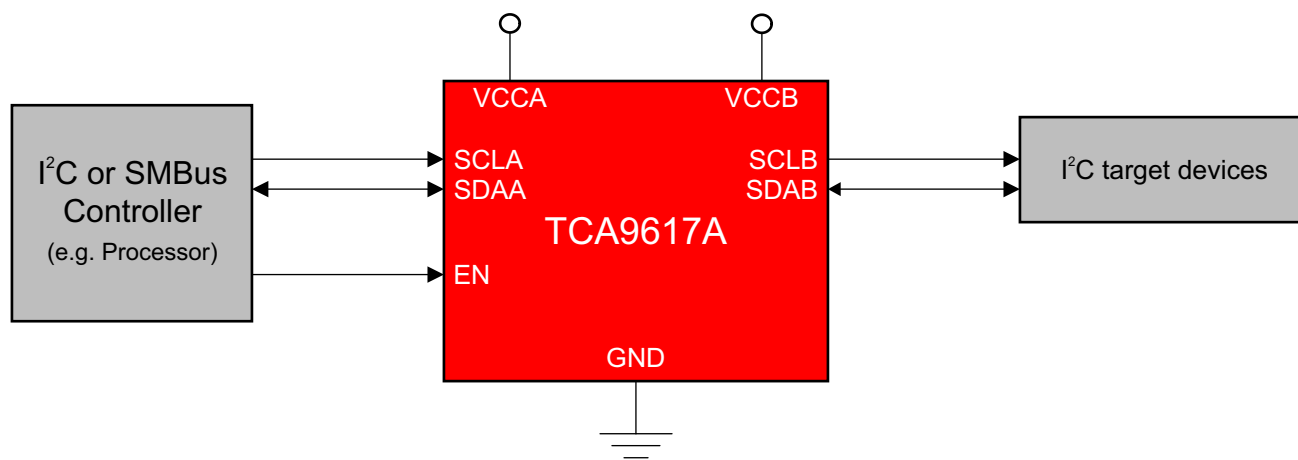 VCCA
VCCB
I²C or SMBus
Controller
(e.g. Processor)
SCLA
SDAA
EN
TCA9617A
SCLB
SDAB
GND
I²C target devices